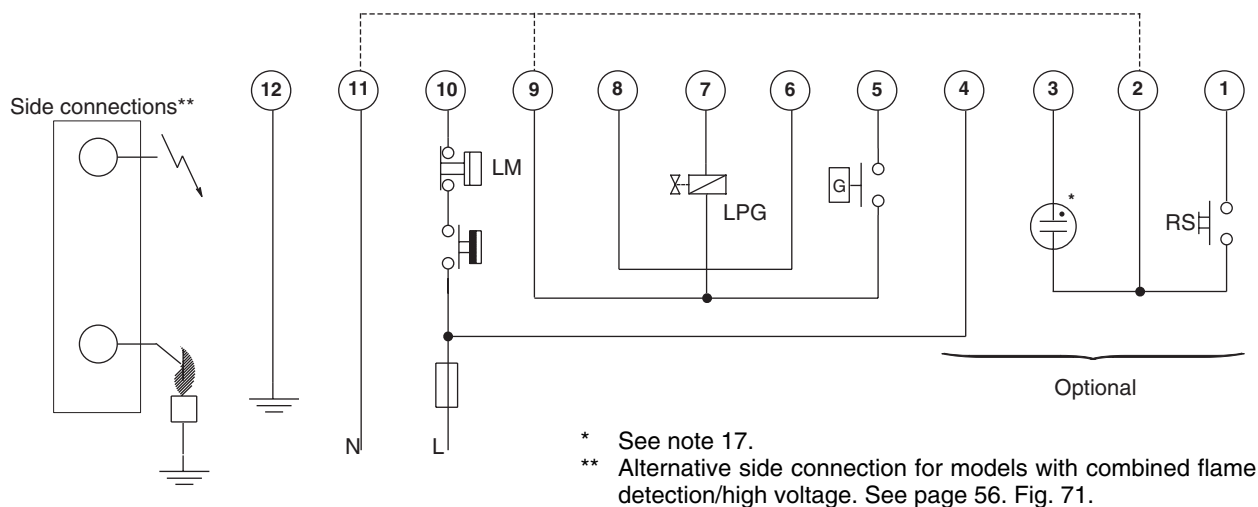 12 11 10 9 8 7 6 5 4 3 2 1
Side connections**
LM
G
*
LPG
RS
Optional
N L
* See note 17.
** Alternative side connection for models with combined flame
detection/high voltage. See page 56. Fig. 71.